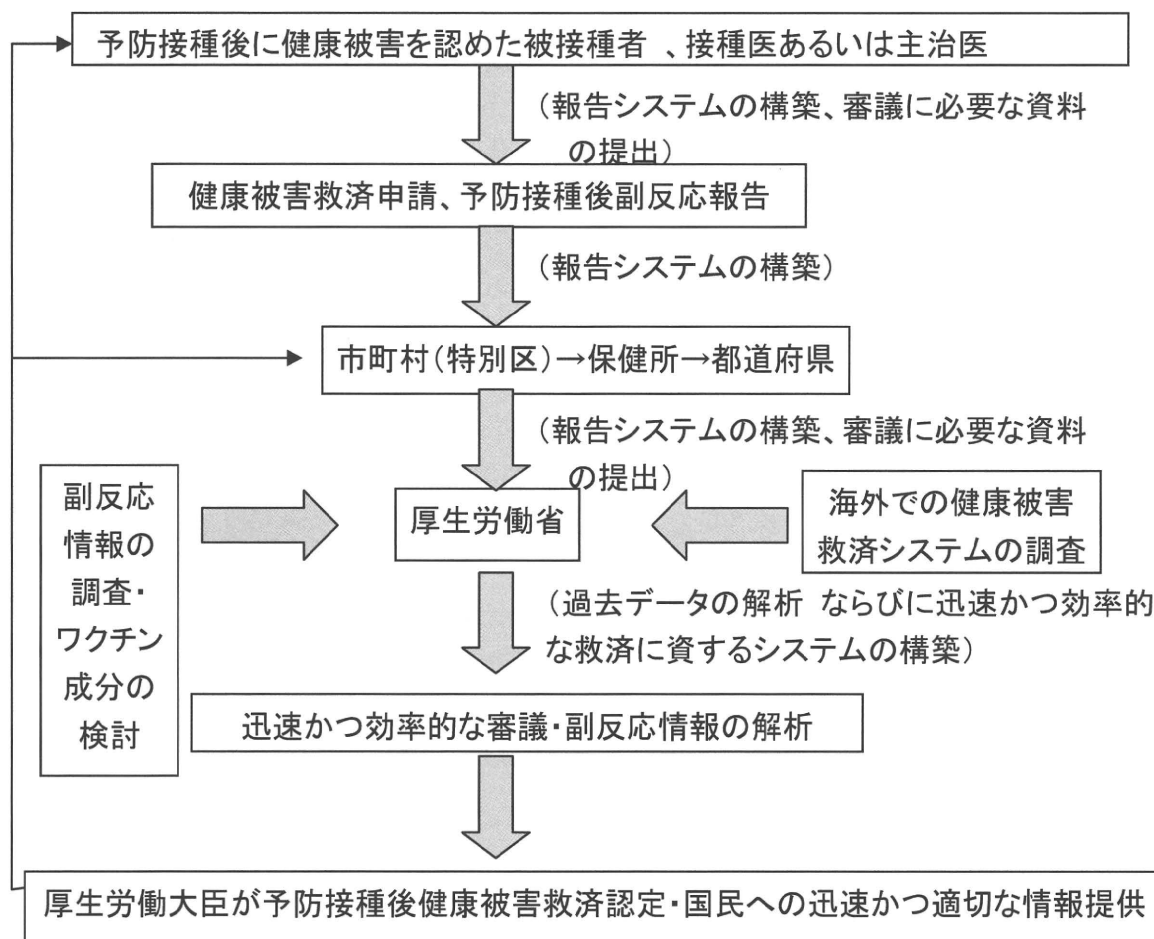 予防接種後に健康被害を認めた被接種者 、接種医あるいは主治医
(報告システムの構築、審議に必要な資料
の提出)
健康被害救済申請、予防接種後副反応報告
(報告システムの構築)
市町村(特別区)→保健所→都道府県
(報告システムの構築、審議に必要な資料
の提出)
副反応
情報の
調査・
ワクチン
成分の
検討
厚生労働省
海外での健康被害
救済システムの調査
(過去データの解析 ならびに迅速かつ効率的
な救済に資するシステムの構築)
迅速かつ効率的な審議・副反応情報の解析
厚生労働大臣が予防接種後健康被害救済認定・国民への迅速かつ適切な情報提供